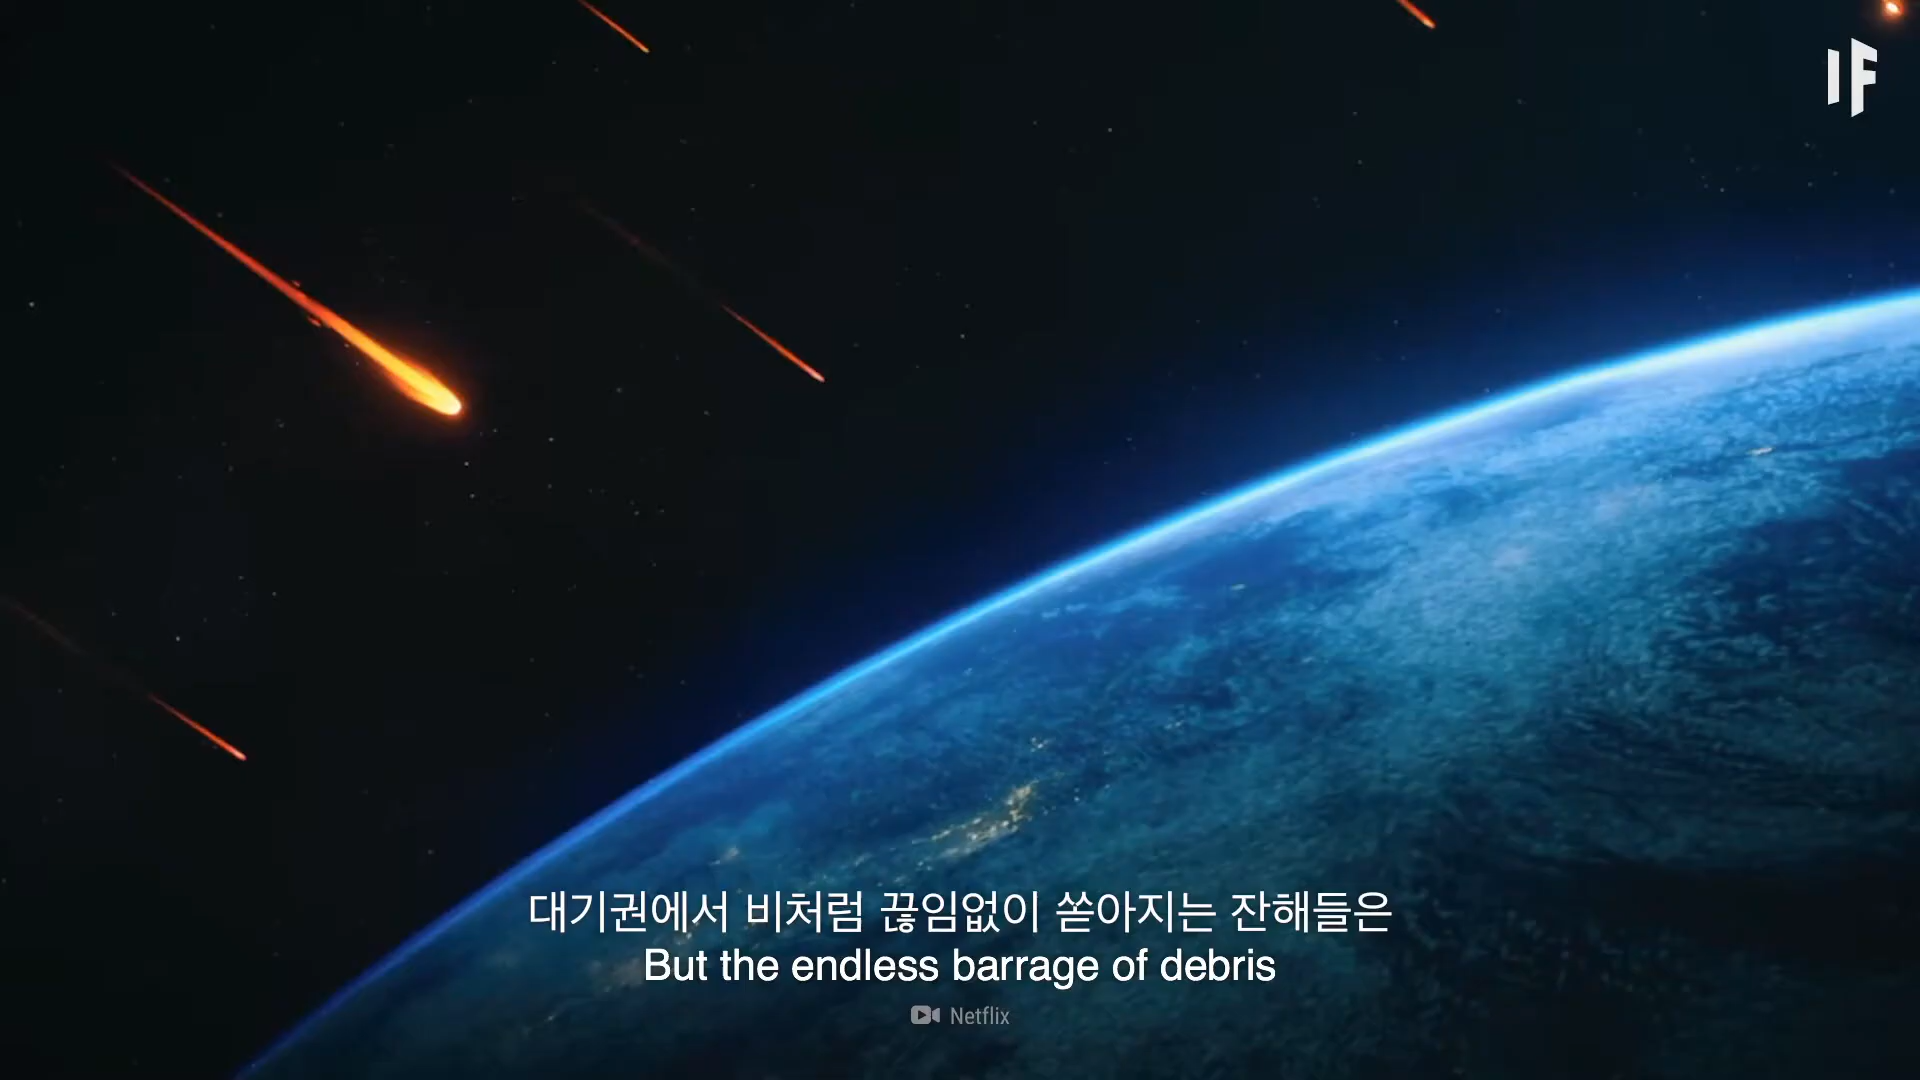 IF
대기권에서 비처럼 끊임없이 쏟아지는 잔해들은
But the endless barrage of debris
Netflix